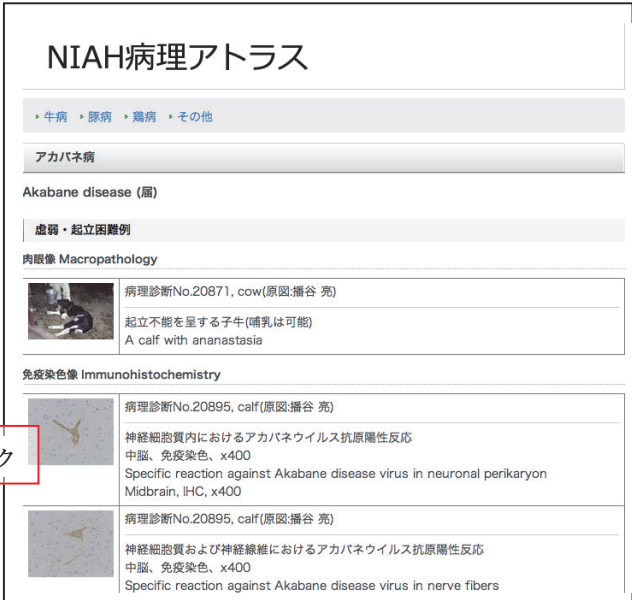 NIAH病理アトラス
牛病 豚病 鶏病 その他
アカバネ病
Akabane disease (届)
虚弱・起立困難例
肉眼像 Macropathology
病理診断No.20871, cow(原図:播谷 亮)
起立不能を呈する子牛(哺乳は可能)
A calf with ananastasia
免疫染色像 Immunohistochemistry
病理診断No.20895, calf(原図:播谷 亮)
神経細胞質内におけるアカバネウイルス抗原陽性反応
中脳、免疫染色、x400
Specific reaction against Akabane disease virus in neuronal perikaryon
Midbrain, IHC, x400
ク
病理診断No.20895, calf(原図:播谷 亮)
神経細胞質および神経線維におけるアカバネウイルス抗原陽性反応
中脳、免疫染色、x400
Specific reaction against Akabane disease virus in nerve fibers